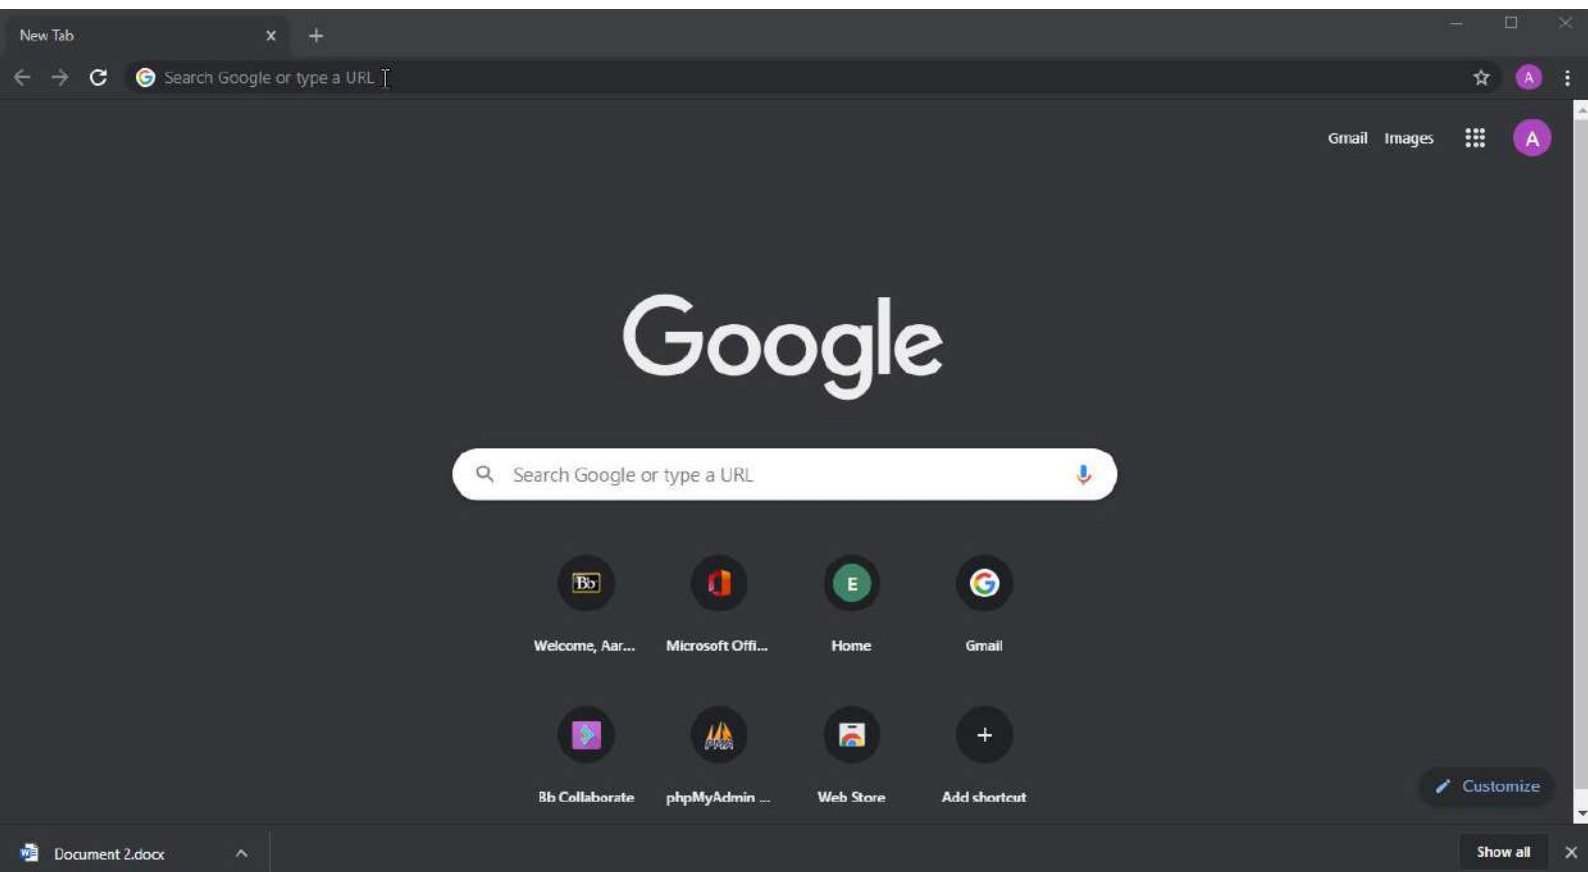 New Tab
Search Google or type a URL
A
Gmail Images
A
Google
Search Google or type a URL
Bb E G
Welcome, Aar... Microsoft Offi... Home Gmail
PMA
Bb Collaborate phpMyAdmin ... Web Store Add shortcut
Customize
Document 2.docx Show all